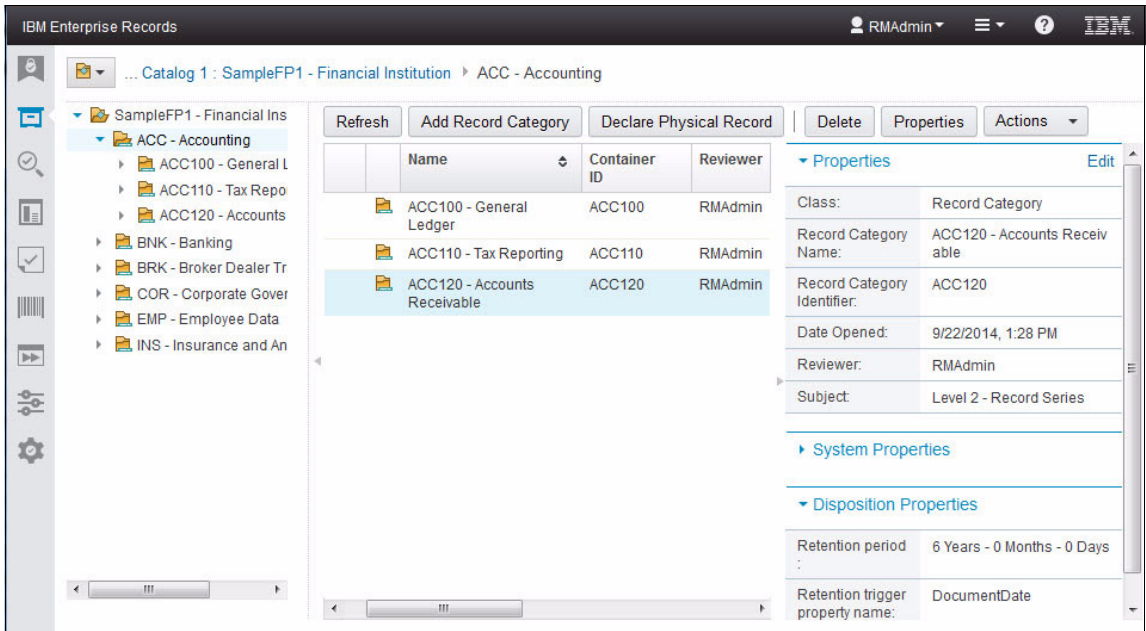 IBM Enterprise Records
RMAdmin
?
IBM
... Catalog 1 : SampleFP1 - Financial Institution
ACC - Accounting
SampleFP1 - Financial Ins
ACC - Accounting
ACC100 - General L
ACC110 - Tax Repo
ACC120 - Accounts
BNK - Banking
BRK - Broker Dealer Tr
COR - Corporate Gover
EMP - Employee Data
INS - Insurance and An
Refresh
Add Record Category
Declare Physical Record
Delete
Properties
Actions
Name
Container
ID
Reviewer
ACC100 - General
Ledger
ACC100
RMAdmin
ACC110 - Tax Reporting
ACC110
RMAdmin
ACC120 - Accounts
Receivable
ACC120
RMAdmin
Properties
Edit
Class:
Record Category
Record Category
Name:
ACC120 - Accounts Receiv
able
Record Category
Identifier:
ACC120
Date Opened:
9/22/2014, 1:28 PM
Reviewer:
RMAdmin
Subject:
Level 2 - Record Series
System Properties
Disposition Properties
Retention period
:
6 Years - 0 Months - 0 Days
Retention trigger
property name:
DocumentDate